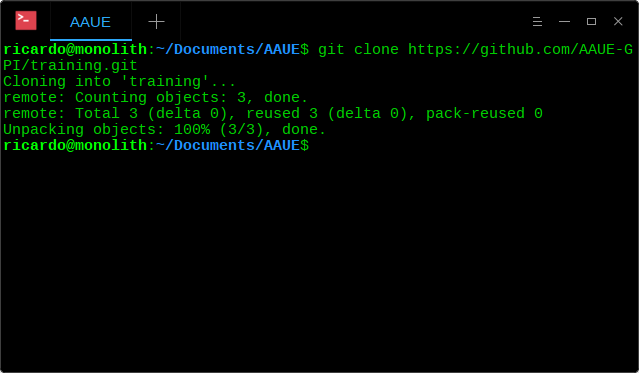 AAUE
ricardo@monolith:~/Documents/AAUE$ git clone https://github.com/AAUE-G
PI/training.git
Cloning into 'training'...
remote: Counting objects: 3, done.
remote: Total 3 (delta 0), reused 3 (delta 0), pack-reused 0
Unpacking objects: 100% (3/3), done.
ricardo@monolith:~/Documents/AAUE$